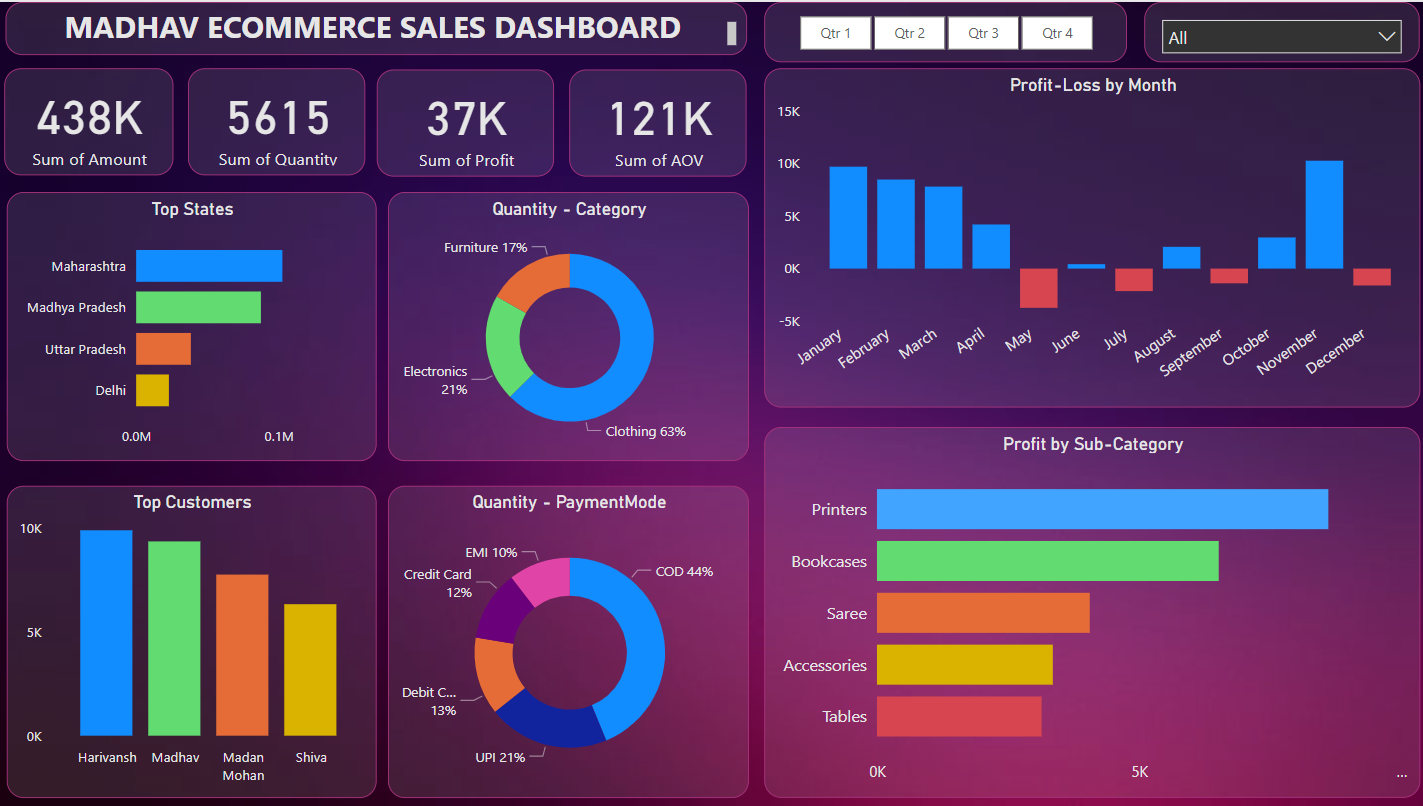 MADHAV ECOMMERCE SALES DASHBOARD
Qtr 1 Qtr 2 Qtr 3 Qtr 4
All
438K
Sum of Amount
5615
Sum of Quantity
37K
Sum of Profit
121K
Sum of AOV
Profit-Loss by Month
15K
10K
5K
0K
-5K
January February March April May June July August September October November December
Top States
Maharashtra
Madhya Pradesh
Uttar Pradesh
Delhi
0.0M 0.1M
Quantity - Category
Furniture 17%
Electronics
21%
Clothing 63%
Profit by Sub-Category
Printers
Bookcases
Saree
Accessories
Tables
0K 5K ...
Top Customers
10K
5K
0K
Harivansh Madhav Madan Shiva
Mohan
Quantity - PaymentMode
EMI 10%
COD 44%
Credit Card
12%
Debit C...
13%
UPI 21%